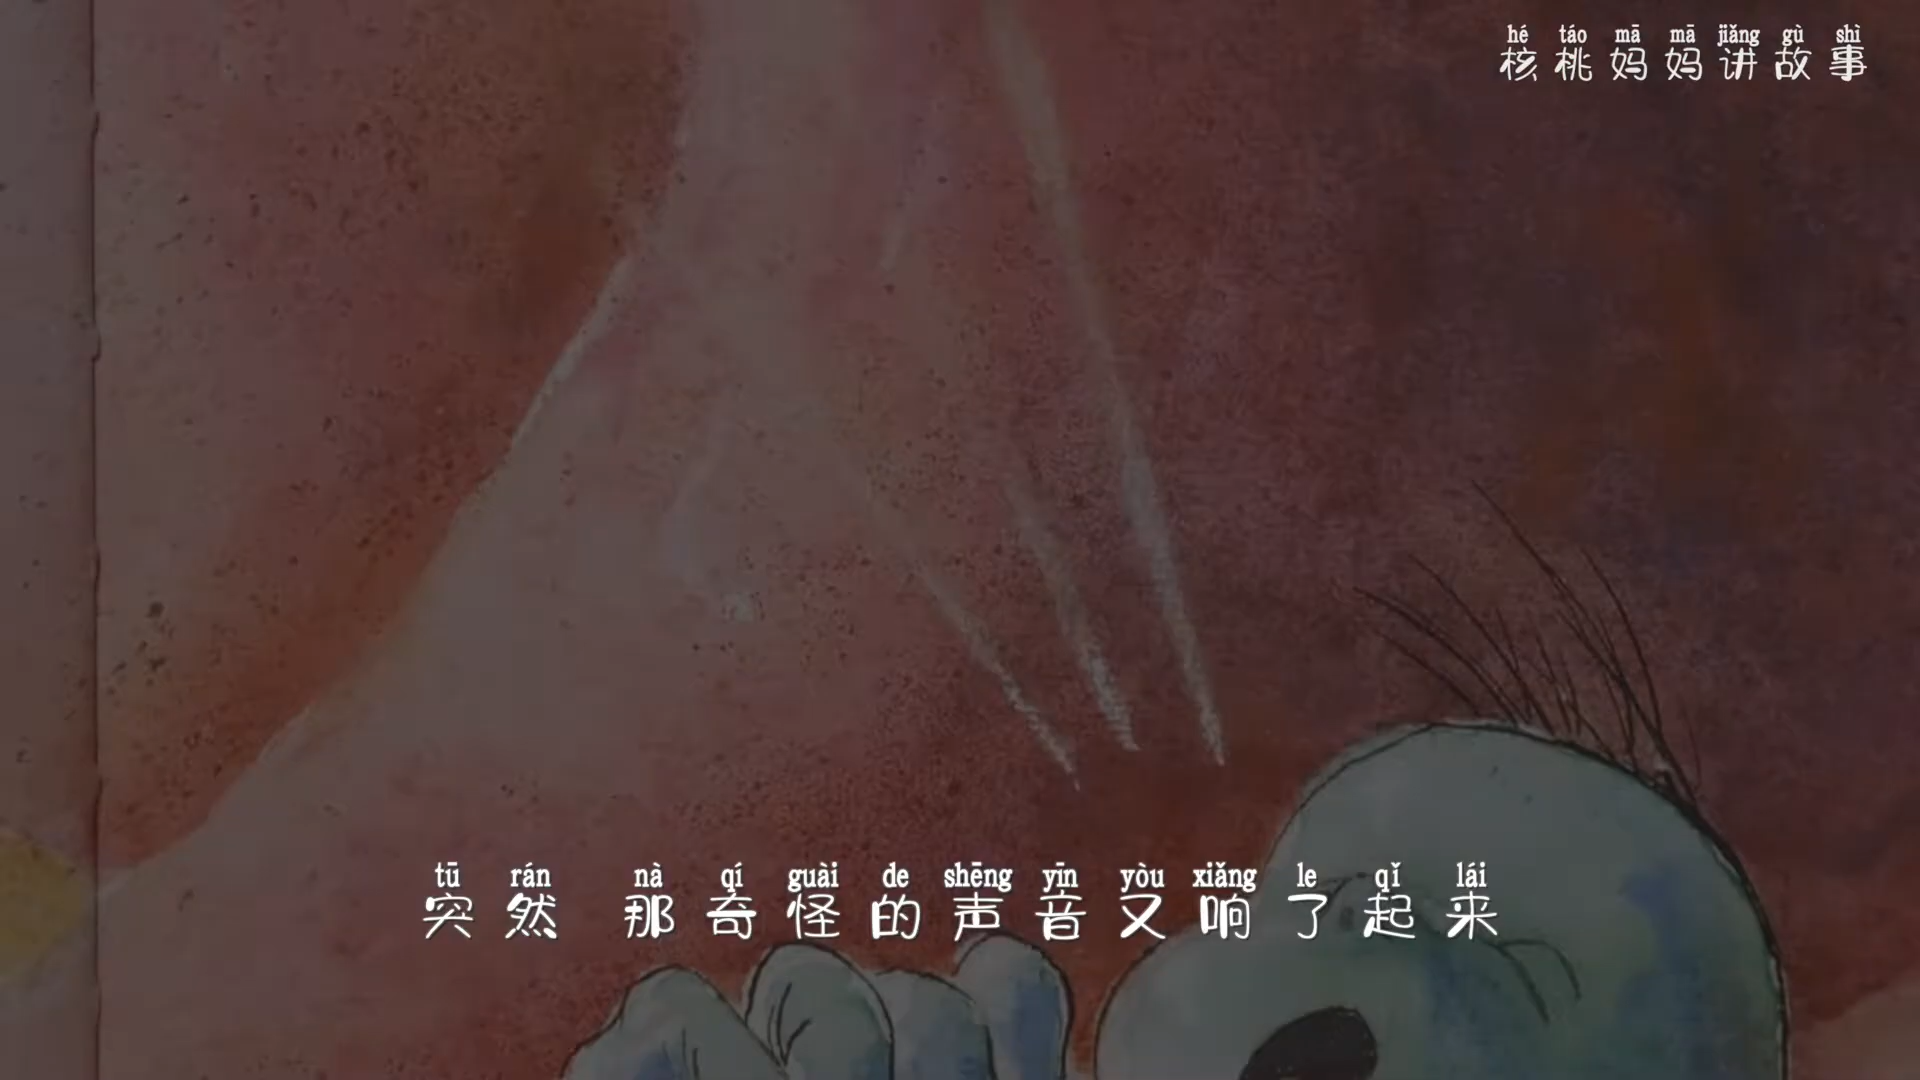 hé táo mā mā jiǎng gù shì
核桃妈妈讲故事
tū rán nà qí guài de shēng yīn yòu xiǎng le qǐ lái
突然 那奇怪的声音又响了起来